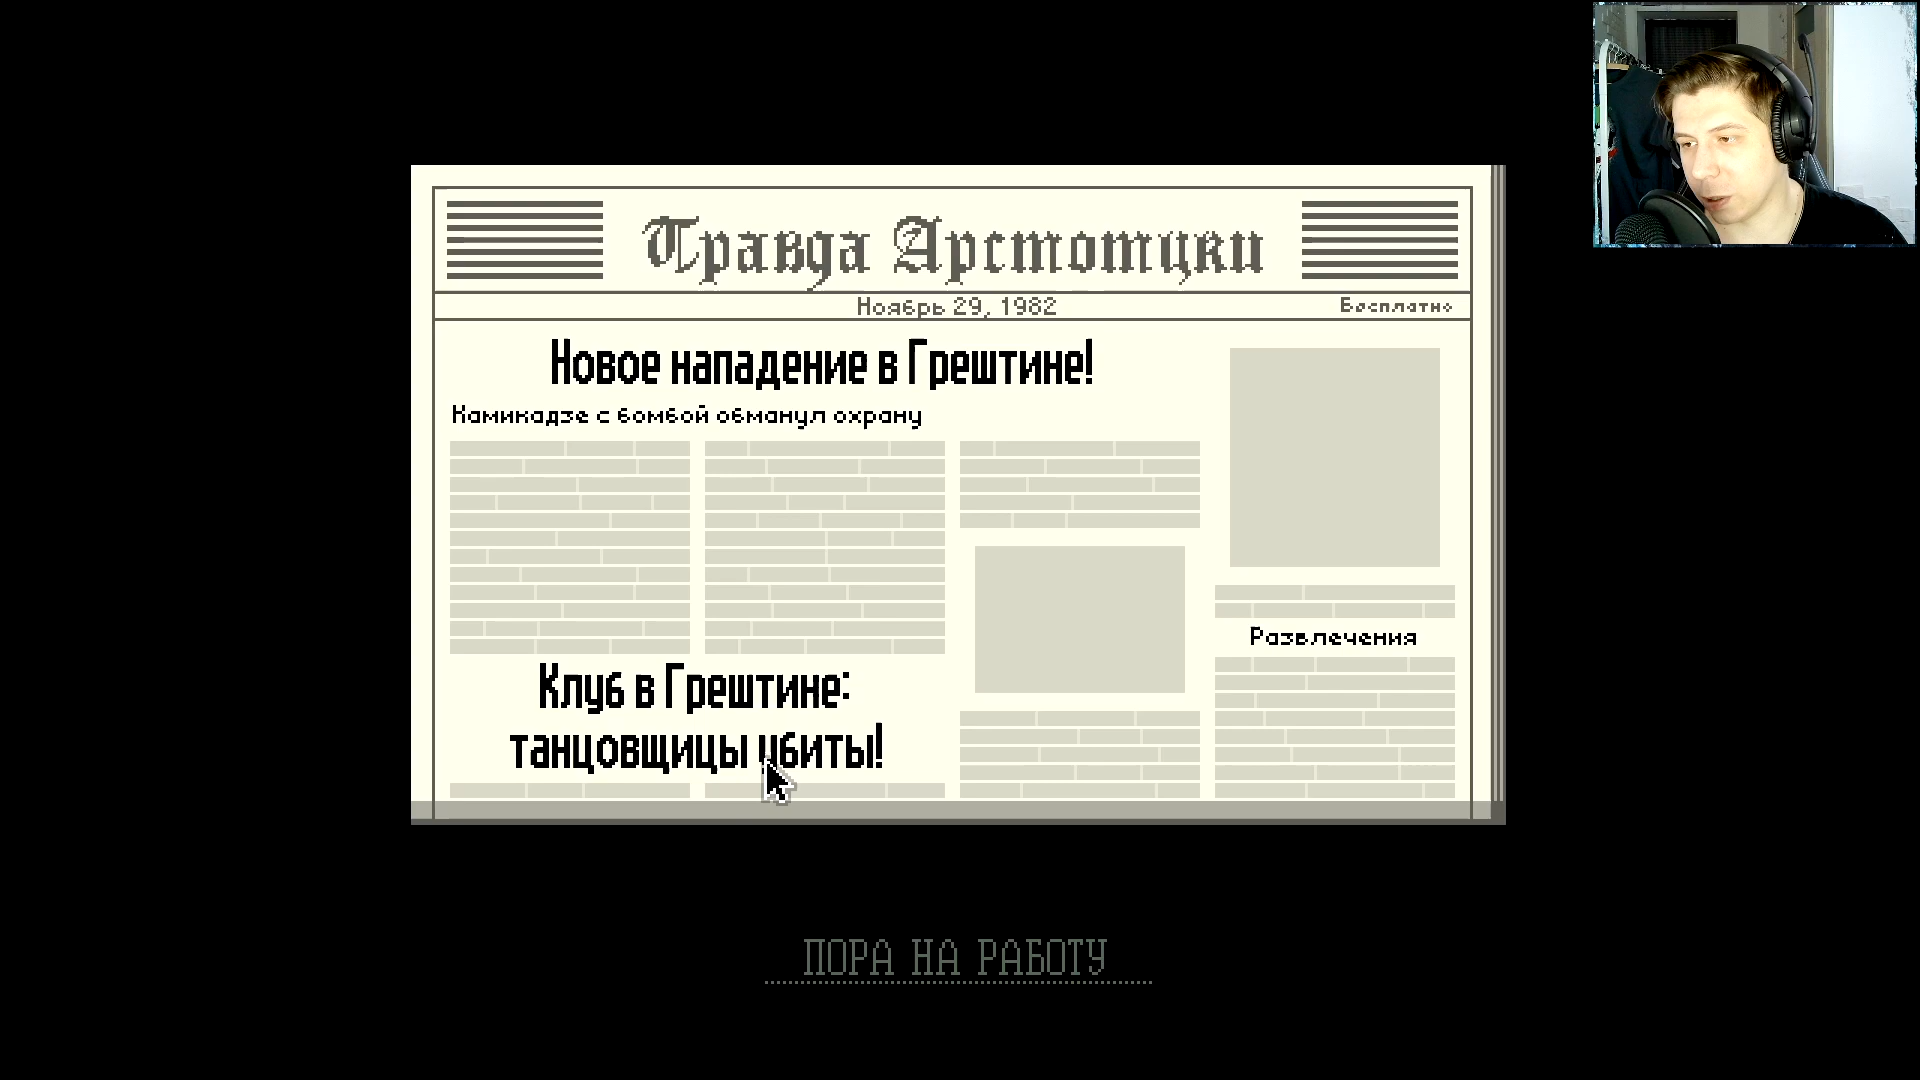 Правда Арстотцки
Ноябрь 29, 1982
Бесплатно
Новое нападение в Грештине!
Камикадзе с бомбой обманул охрану
Клуб в Грештине:
танцовщицы убиты!
Развлечения
ПОРА НА РАБОТУ